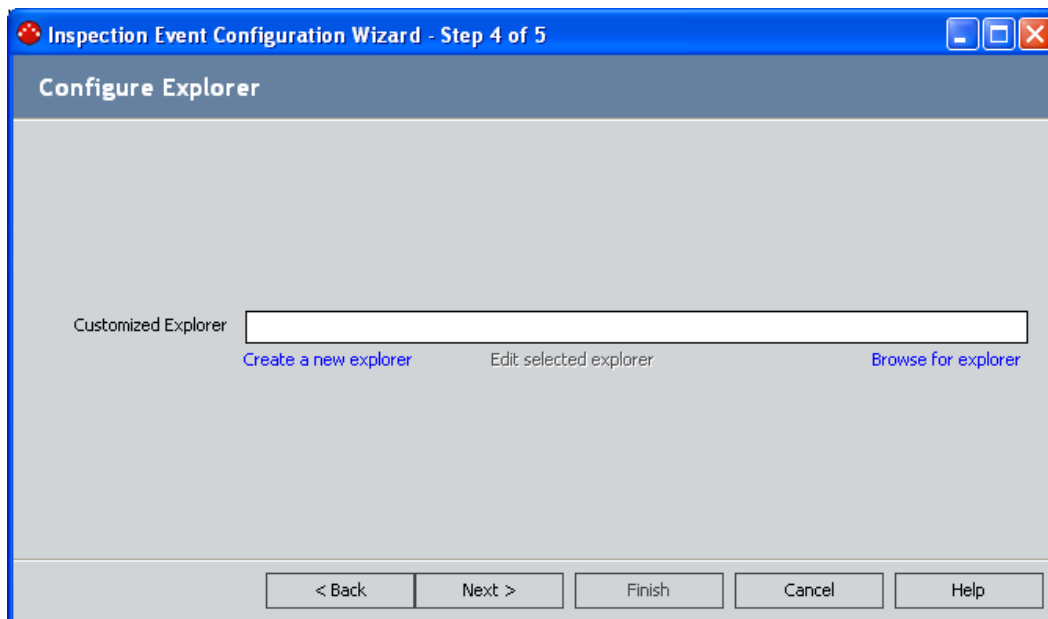 Inspection Event Configuration Wizard - Step 4 of 5
Configure Explorer
Customized Explorer
Create a new explorer Edit selected explorer Browse for explorer
< Back Next > Finish Cancel Help